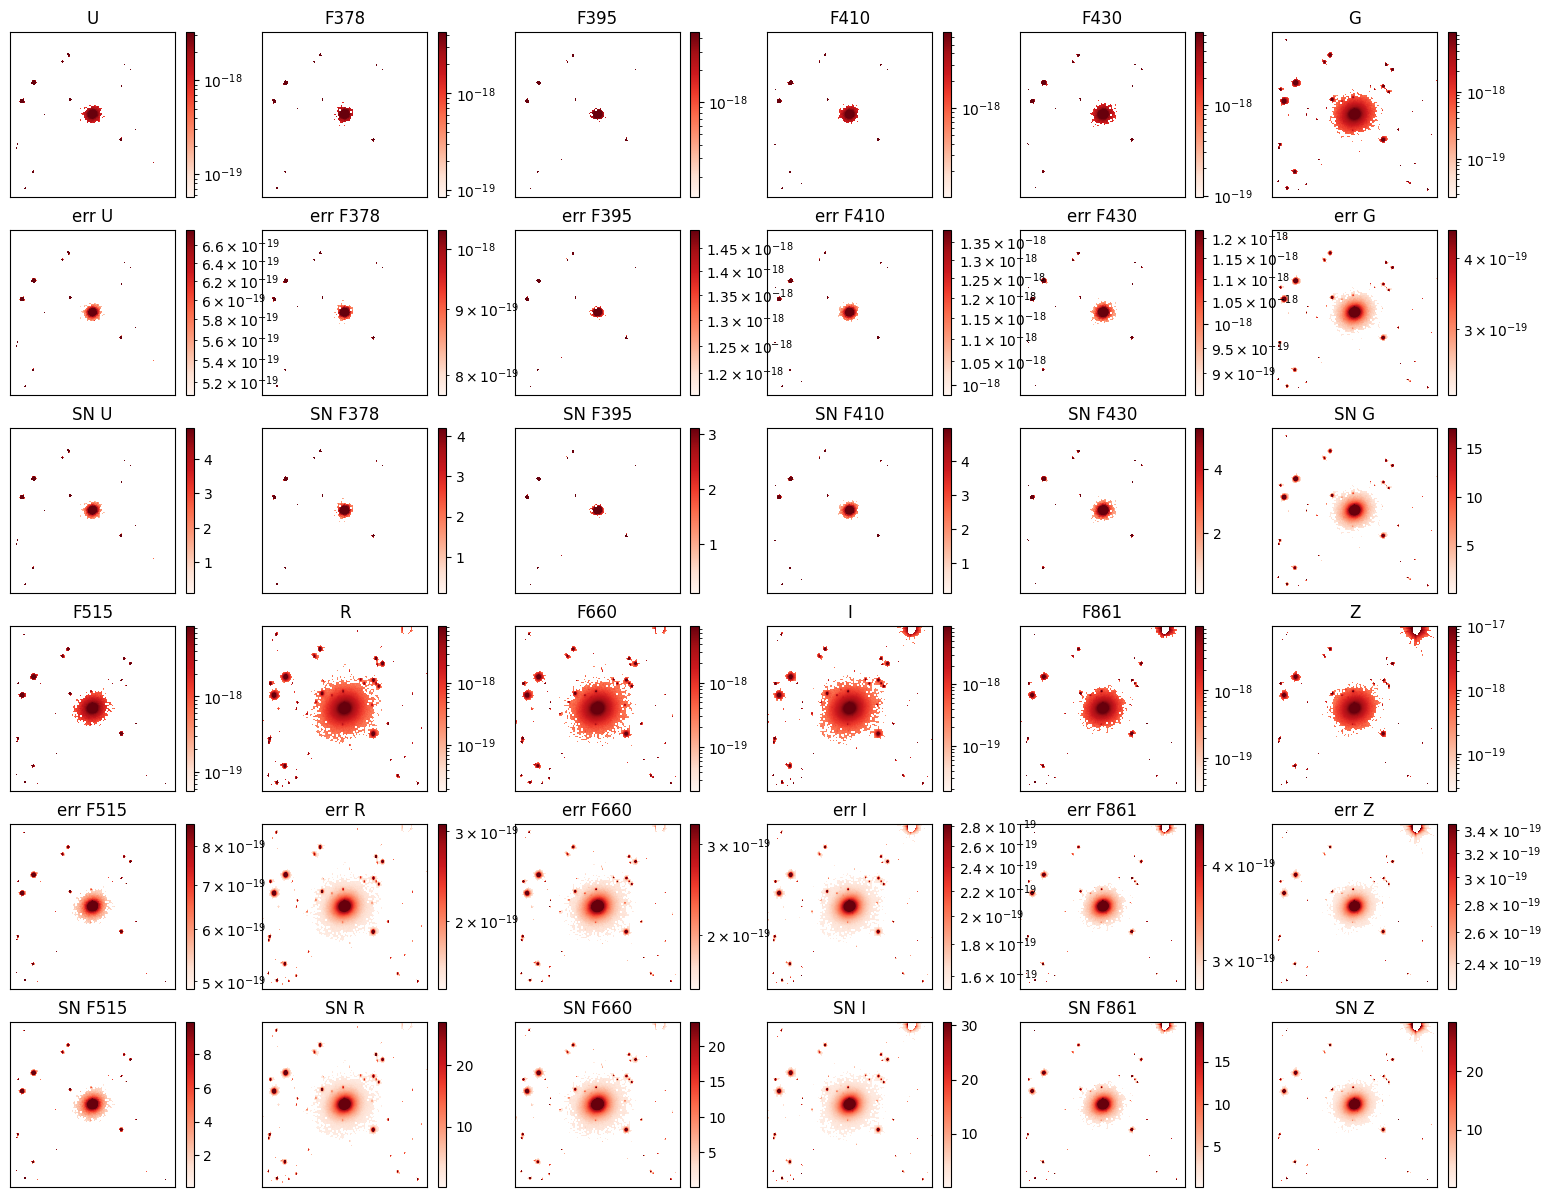 U F378 F395 F410 F430 G
10⁻¹⁸ 10⁻¹⁹
10⁻¹⁸ 10⁻¹⁹
10⁻¹⁸
10⁻¹⁸
10⁻¹⁸ 10⁻¹⁹
10⁻¹⁸ 10⁻¹⁹
err U err F378 err F395 err F410 err F430 err G
6.6 × 10⁻¹⁹ 6.4 × 10⁻¹⁹ 6.2 × 10⁻¹⁹ 6 × 10⁻¹⁹ 5.8 × 10⁻¹⁹ 5.6 × 10⁻¹⁹ 5.4 × 10⁻¹⁹ 5.2 × 10⁻¹⁹
10⁻¹⁸ 9 × 10⁻¹⁹ 8 × 10⁻¹⁹
1.45 × 10⁻¹⁸ 1.4 × 10⁻¹⁸ 1.35 × 10⁻¹⁸ 1.3 × 10⁻¹⁸ 1.25 × 10⁻¹⁸ 1.2 × 10⁻¹⁸
1.35 × 10⁻¹⁸ 1.3 × 10⁻¹⁸ 1.25 × 10⁻¹⁸ 1.2 × 10⁻¹⁸ 1.15 × 10⁻¹⁸ 1.1 × 10⁻¹⁸ 1.05 × 10⁻¹⁸ 10⁻¹⁸
1.2 × 10⁻¹⁸ 1.15 × 10⁻¹⁸ 1.1 × 10⁻¹⁸ 1.05 × 10⁻¹⁸ 10⁻¹⁸ 9.5 × 10⁻¹⁹ 9 × 10⁻¹⁹
4 × 10⁻¹⁹ 3 × 10⁻¹⁹
SN U SN F378 SN F395 SN F410 SN F430 SN G
4 3 2 1
4 3 2 1
3 2 1
4 3 2 1
4 2
15 10 5
F515 R F660 I F861 Z
10⁻¹⁸ 10⁻¹⁹
10⁻¹⁸ 10⁻¹⁹
10⁻¹⁸ 10⁻¹⁹
10⁻¹⁸ 10⁻¹⁹
10⁻¹⁸ 10⁻¹⁹
10⁻¹⁷ 10⁻¹⁸ 10⁻¹⁹
err F515 err R err F660 err I err F861 err Z
8 × 10⁻¹⁹ 7 × 10⁻¹⁹ 6 × 10⁻¹⁹ 5 × 10⁻¹⁹
3 × 10⁻¹⁹ 2 × 10⁻¹⁹
3 × 10⁻¹⁹ 2 × 10⁻¹⁹
2.8 × 10⁻¹⁹ 2.6 × 10⁻¹⁹ 2.4 × 10⁻¹⁹ 2.2 × 10⁻¹⁹ 2 × 10⁻¹⁹ 1.8 × 10⁻¹⁹ 1.6 × 10⁻¹⁹
4 × 10⁻¹⁹ 3 × 10⁻¹⁹
3.4 × 10⁻¹⁹ 3.2 × 10⁻¹⁹ 3 × 10⁻¹⁹ 2.8 × 10⁻¹⁹ 2.6 × 10⁻¹⁹ 2.4 × 10⁻¹⁹
SN F515 SN R SN F660 SN I SN F861 SN Z
8 6 4 2
20 10
20 15 10 5
30 20 10
15 10 5
20 10